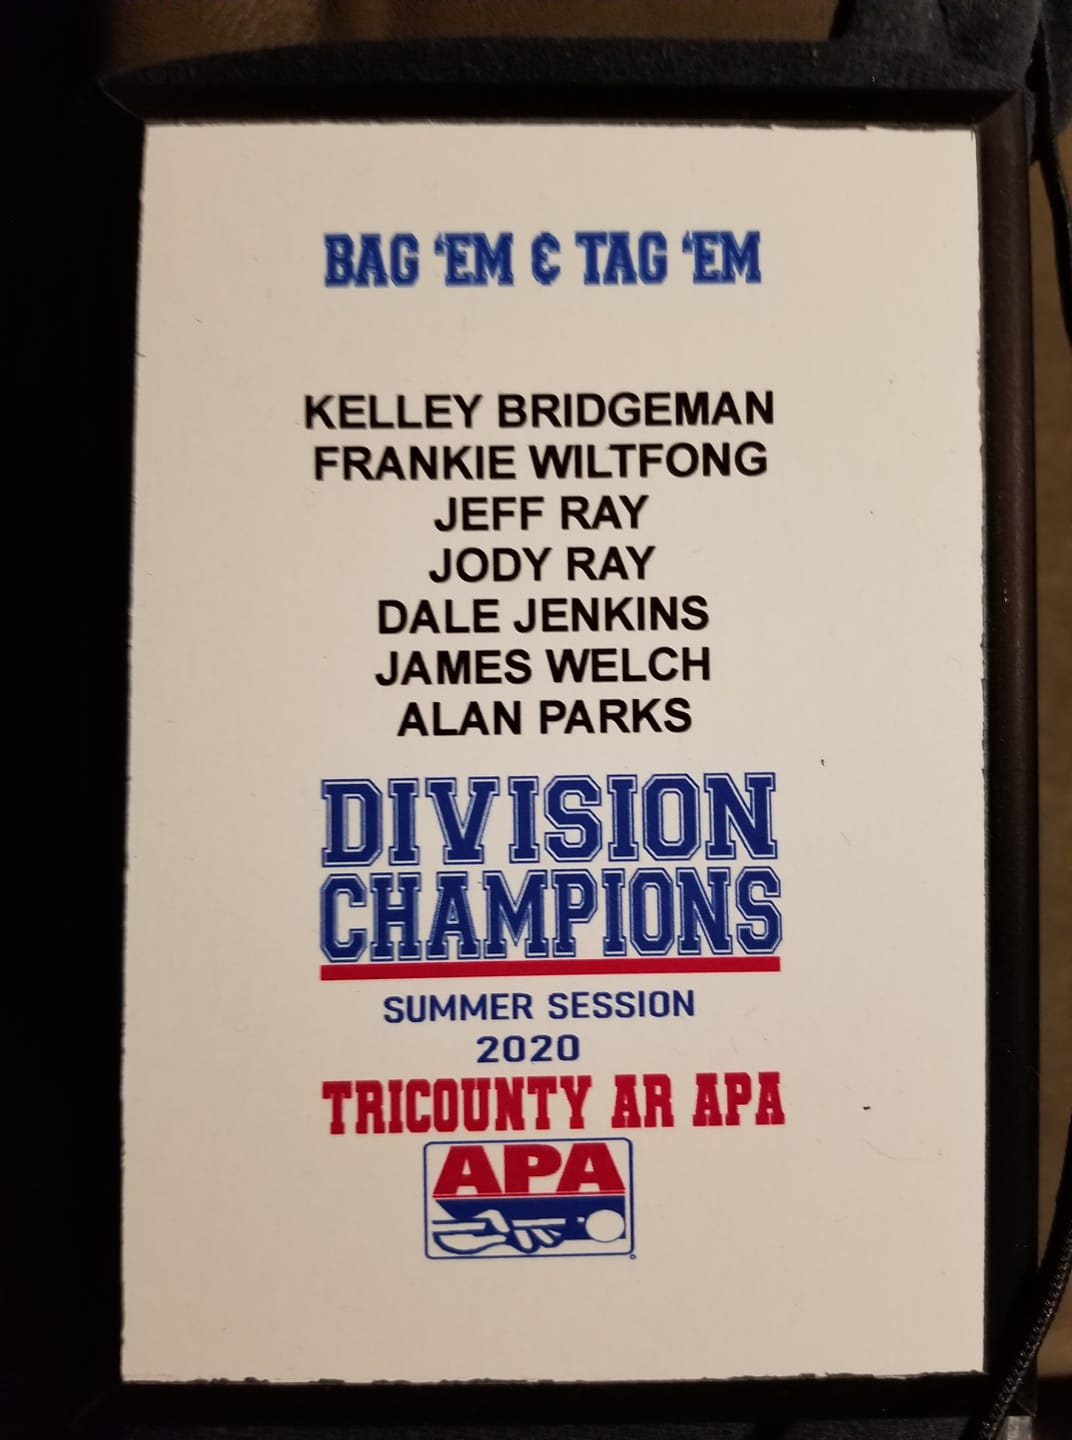 BAG 'EM & TAG 'EM
KELLEY BRIDGEMAN
FRANKIE WILTFONG
JEFF RAY
JODY RAY
DALE JENKINS
JAMES WELCH
ALAN PARKS
DIVISION
CHAMPIONS
SUMMER SESSION
2020
TRICOUNTY AR APA
APA